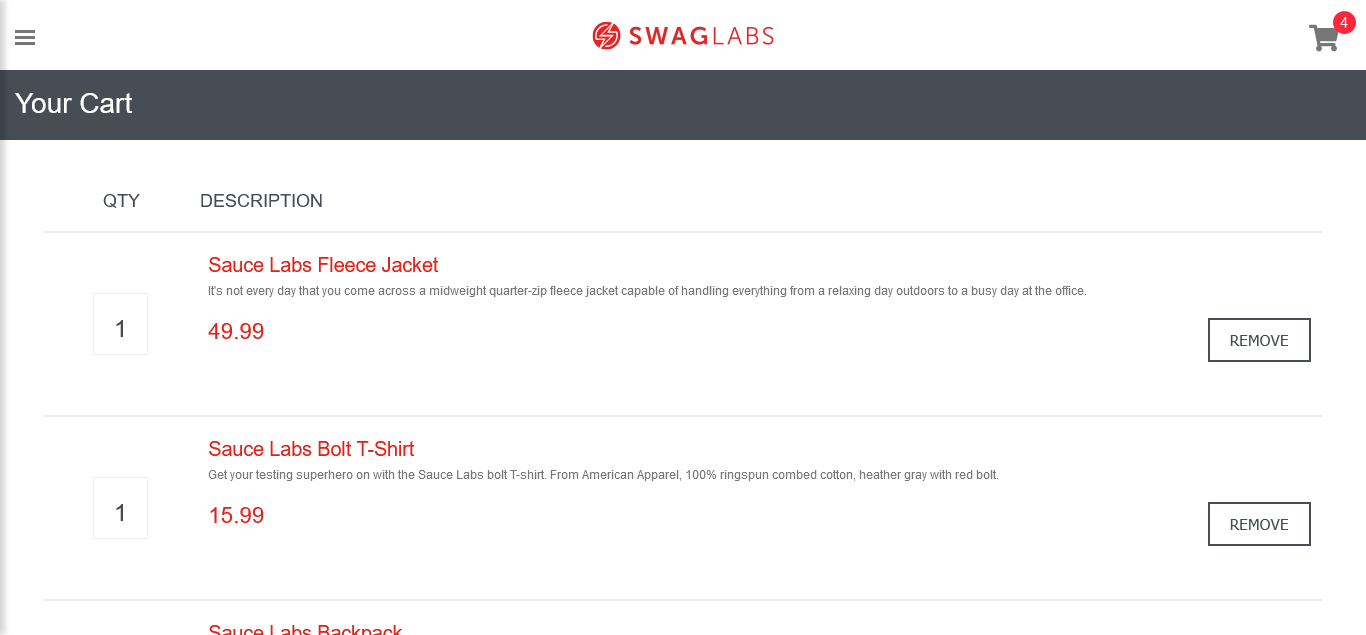 SWAGLABS
4
Your Cart
QTY DESCRIPTION
Sauce Labs Fleece Jacket
It's not every day that you come across a midweight quarter-zip fleece jacket capable of handling everything from a relaxing day outdoors to a busy day at the office.
1
49.99
REMOVE
Sauce Labs Bolt T-Shirt
Get your testing superhero on with the Sauce Labs bolt T-shirt. From American Apparel, 100% ringspun combed cotton, heather gray with red bolt.
1
15.99
REMOVE
Sauce Labs Backpack